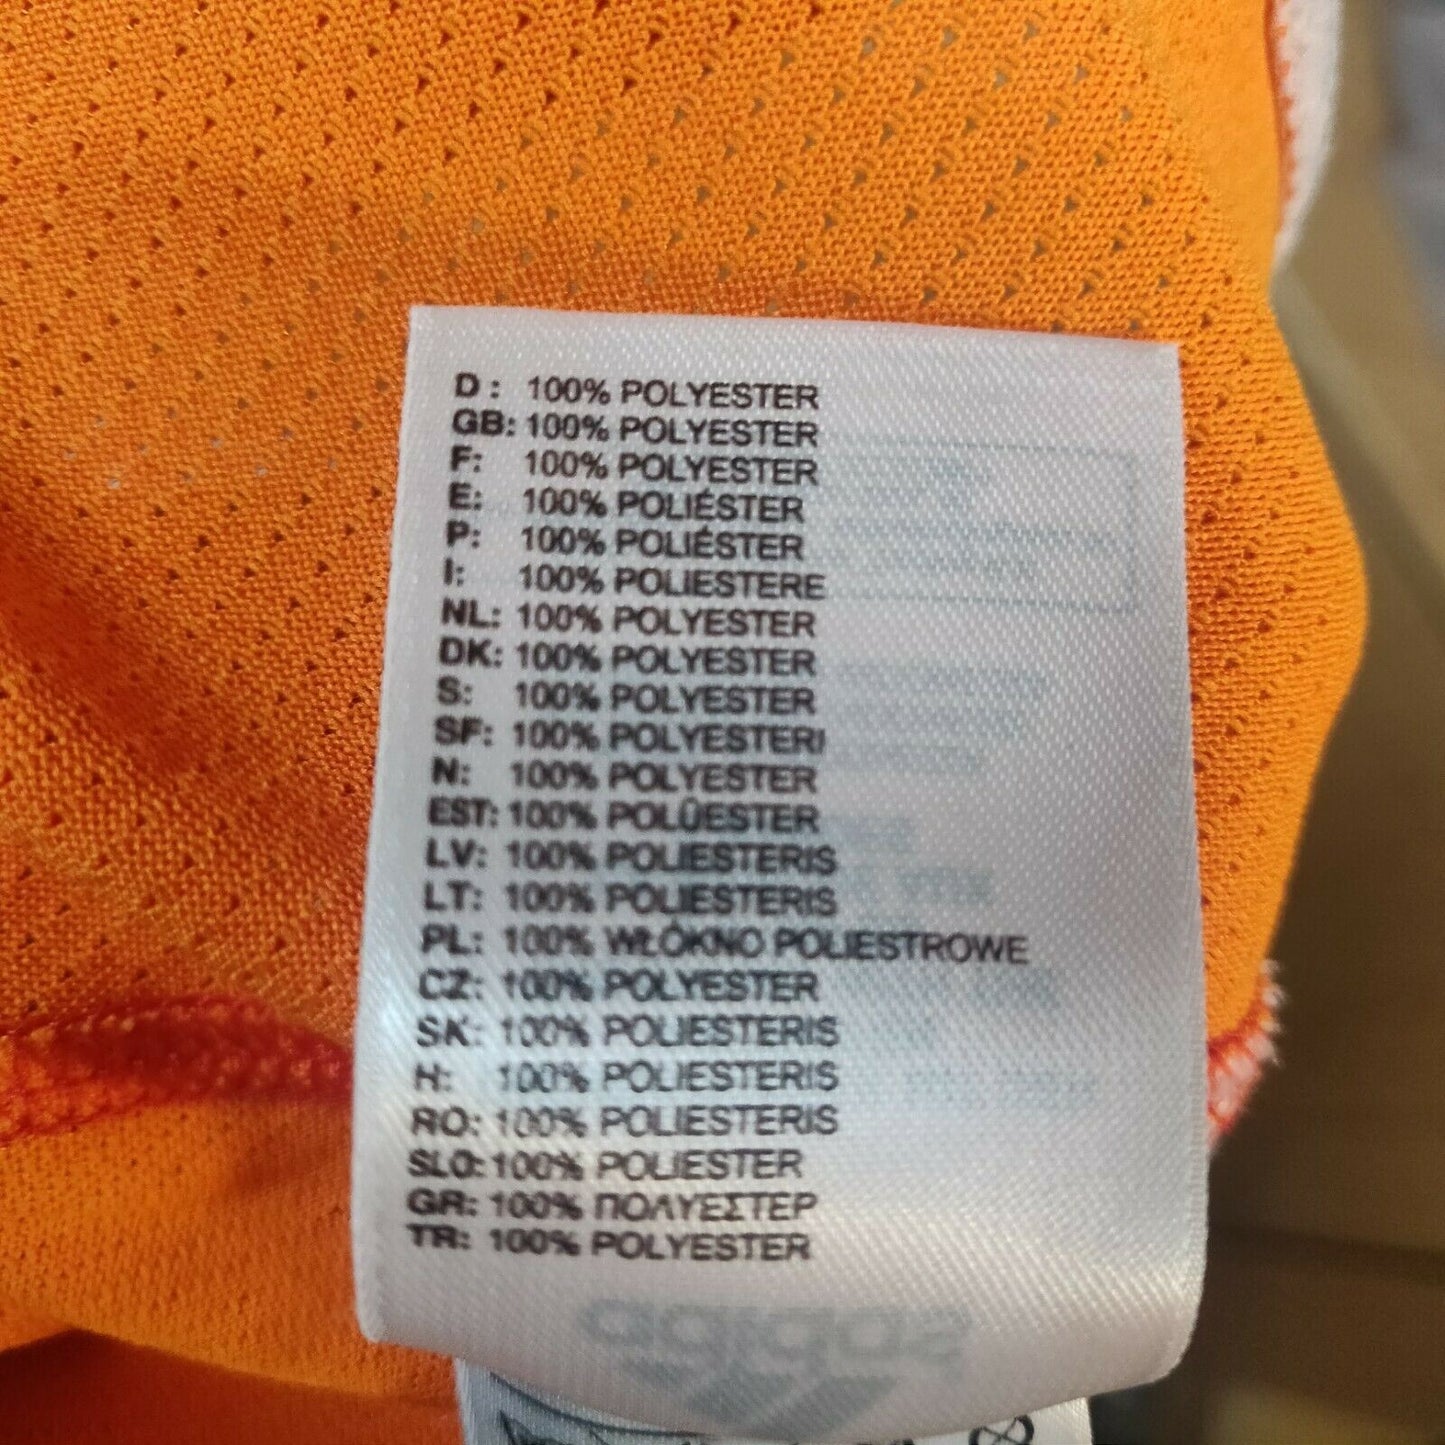 D : 100% POLYESTER
GB: 100% POLYESTER
F: 100% POLYESTER
E: 100% POLIÉSTER
P: 100% POLIÉSTER
I: 100% POLIESTERE
NL: 100% POLYESTER
DK: 100% POLYESTER
S: 100% POLYESTER
SF: 100% POLYESTERI
N: 100% POLYESTER
EST: 100% POLÜESTER
LV: 100% POLIESTERIS
LT: 100% POLIESTERIS
PL: 100% WŁÓKNO POLIESTROWE
CZ: 100% POLYESTER
SK: 100% POLIESTERIS
H: 100% POLIESTERIS
RO: 100% POLIESTERIS
SLO: 100% POLIESTER
GR: 100% ΠΟΛΥΕΣΤΕΡ
TR: 100% POLYESTER
adidas